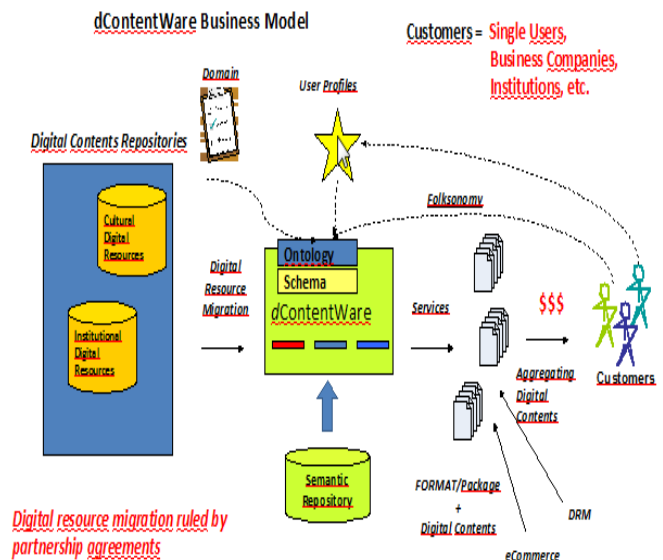 dContentWare Business Model
Customers = Single Users,
Business Companies,
Institutions, etc.
Domain
User Profiles
Digital Contents Repositories
Cultural
Digital
Resources
Institutional
Digital
Resources
Digital
Resource
Migration
Ontology
Schema
dContentWare
Folksonomy
Services
$$$
Aggregating
Digital
Contents
Customers
Semantic
Repository
FORMAT/Package
+
Digital Contents
DRM
eCommerce
Digital resource migration ruled by
partnership agreements